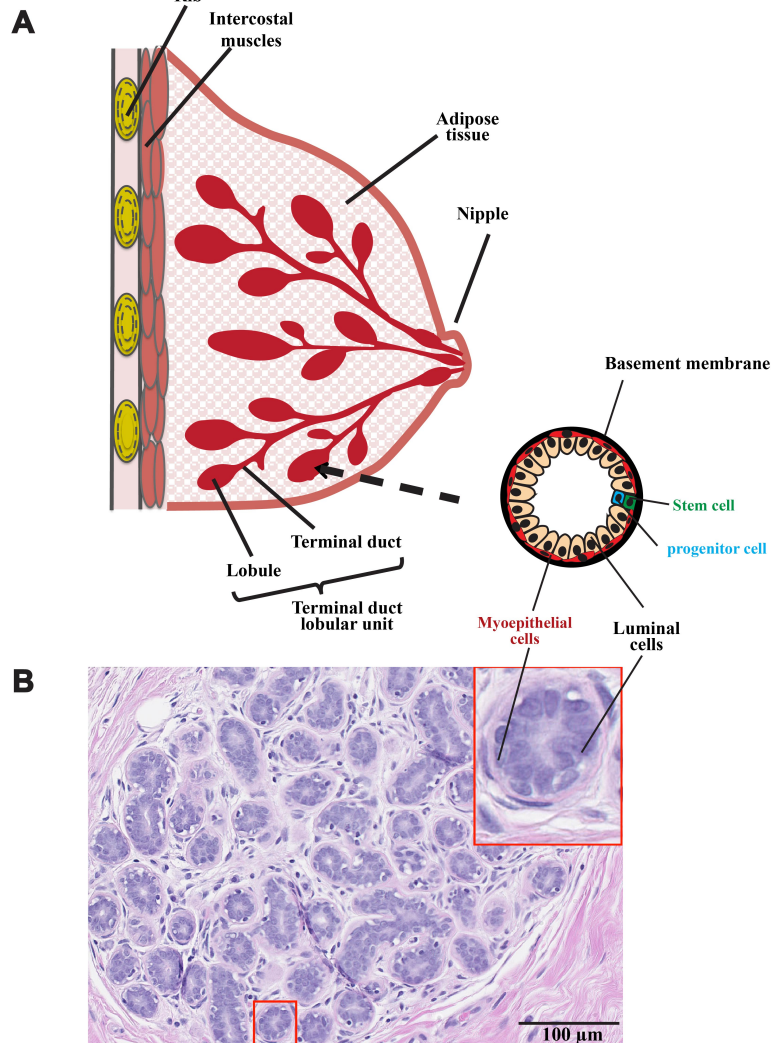 Rib
A
Intercostal
muscles
Adipose
tissue
Nipple
Basement membrane
Stem cell
progenitor cell
Terminal duct
Lobule
Terminal duct
lobular unit
Myoepithelial
cells
Luminal
cells
B
100 µm